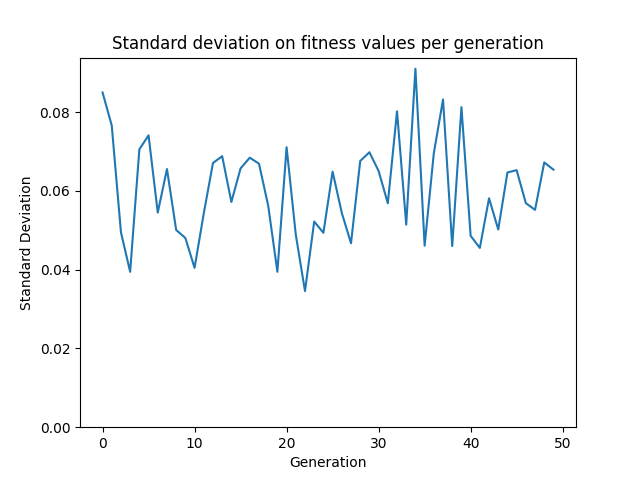 Standard deviation on fitness values per generation
Standard Deviation
0.08
0.06
0.04
0.02
0.00
0 10 20 30 40 50
Generation